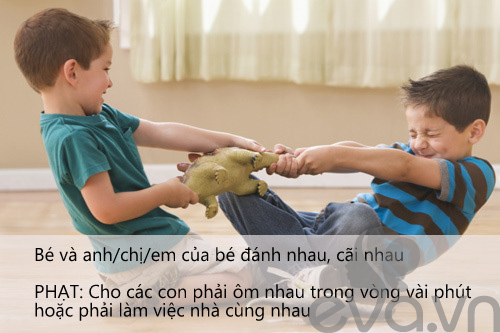 Bé và anh/chị/em của bé đánh nhau, cãi nhau
PHẠT: Cho các con phải ôm nhau trong vòng vài phút
hoặc phải làm việc nhà cùng nhau
eva.vn